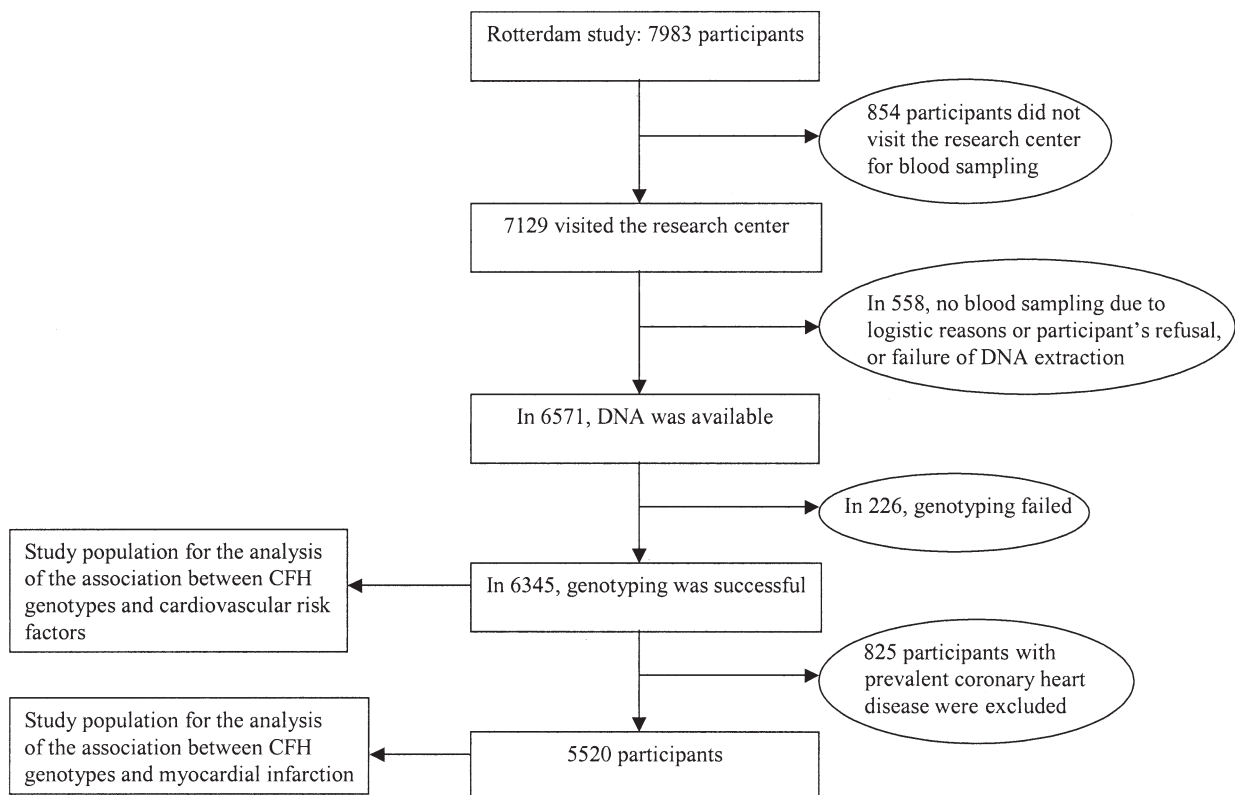 Rotterdam study: 7983 participants
854 participants did not
visit the research center
for blood sampling
7129 visited the research center
In 558, no blood sampling due to
logistic reasons or participant's refusal,
or failure of DNA extraction
In 6571, DNA was available
In 226, genotyping failed
Study population for the analysis
of the association between CFH
genotypes and cardiovascular risk
factors
In 6345, genotyping was successful
825 participants with
prevalent coronary heart
disease were excluded
Study population for the analysis
of the association between CFH
genotypes and myocardial infarction
5520 participants